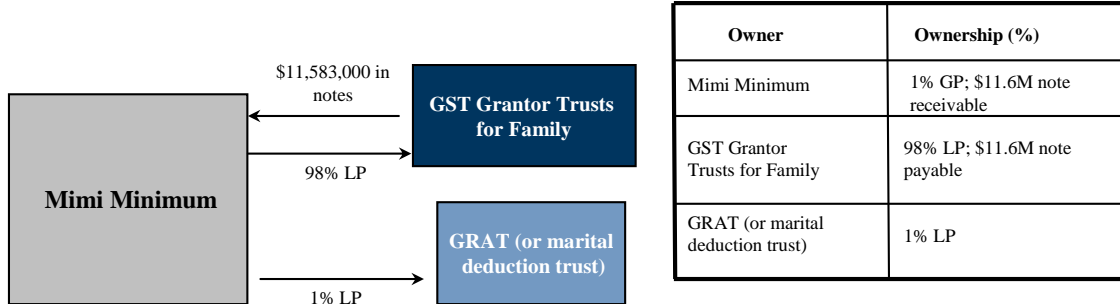 $11,583,000 in
notes
GST Grantor Trusts
for Family
98% LP
Mimi Minimum
GRAT (or marital
deduction trust)
1% LP
Owner Ownership (%)
Mimi Minimum 1% GP; $11.6M note
receivable
GST Grantor 98% LP; $11.6M note
Trusts for Family payable
GRAT (or marital 1% LP
deduction trust)